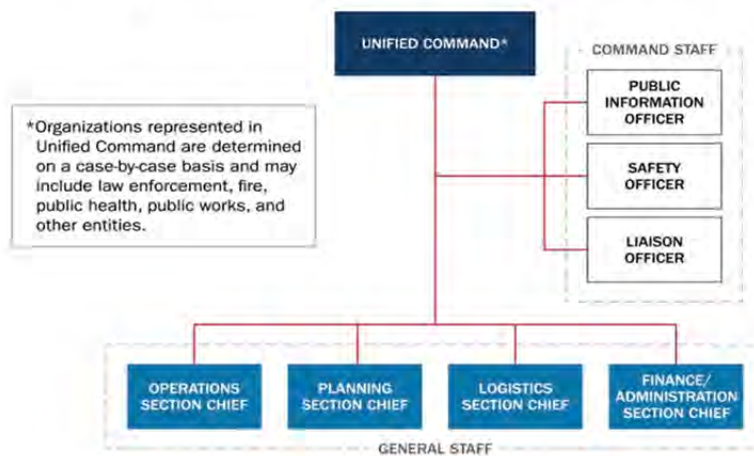 UNIFIED COMMAND*
COMMAND STAFF
PUBLIC
INFORMATION
OFFICER
*Organizations represented in
Unified Command are determined
on a case-by-case basis and may
include law enforcement, fire,
public health, public works, and
other entities.
SAFETY
OFFICER
LIAISON
OFFICER
OPERATIONS
SECTION CHIEF
PLANNING
SECTION CHIEF
LOGISTICS
SECTION CHIEF
FINANCE/
ADMINISTRATION
SECTION CHIEF
GENERAL STAFF